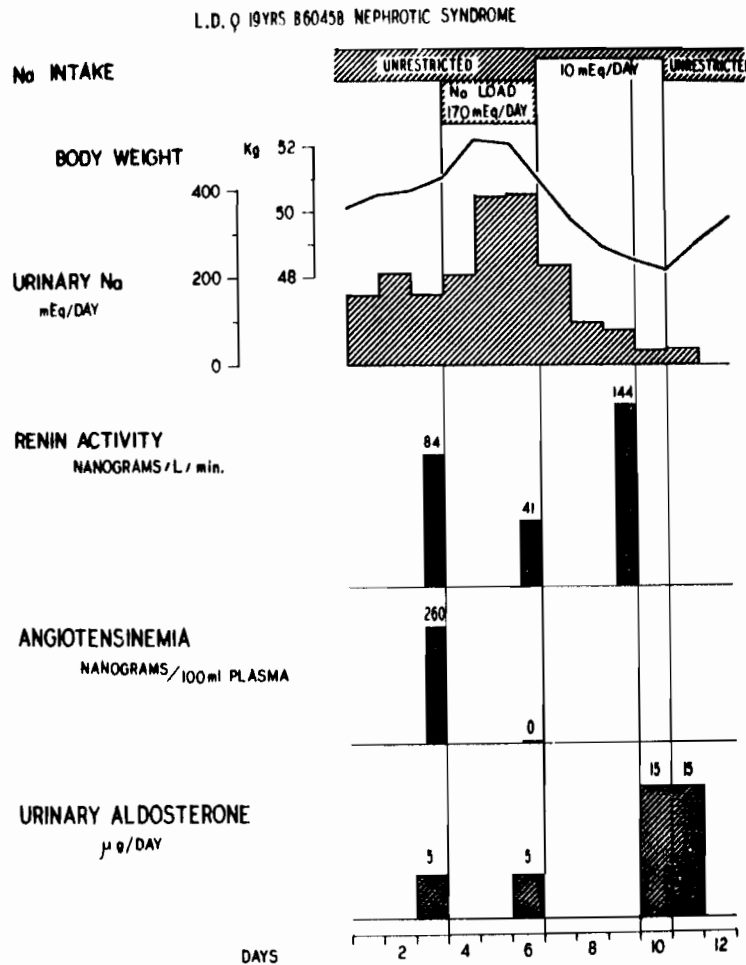 L.D. ♀ 19YRS B60458 NEPHROTIC SYNDROME
Na INTAKE
UNRESTRICTED
10 mEq/DAY
UNRESTRICTED
Na LOAD
170 mEq/DAY
BODY WEIGHT
Kg
52
50
48
400
200
0
URINARY Na
mEq/DAY
RENIN ACTIVITY
NANOGRAMS/L/min.
84
41
144
ANGIOTENSINEMIA
NANOGRAMS/100ml PLASMA
260
0
URINARY ALDOSTERONE
μg/DAY
5
5
15
15
DAYS
2
4
6
8
10
12